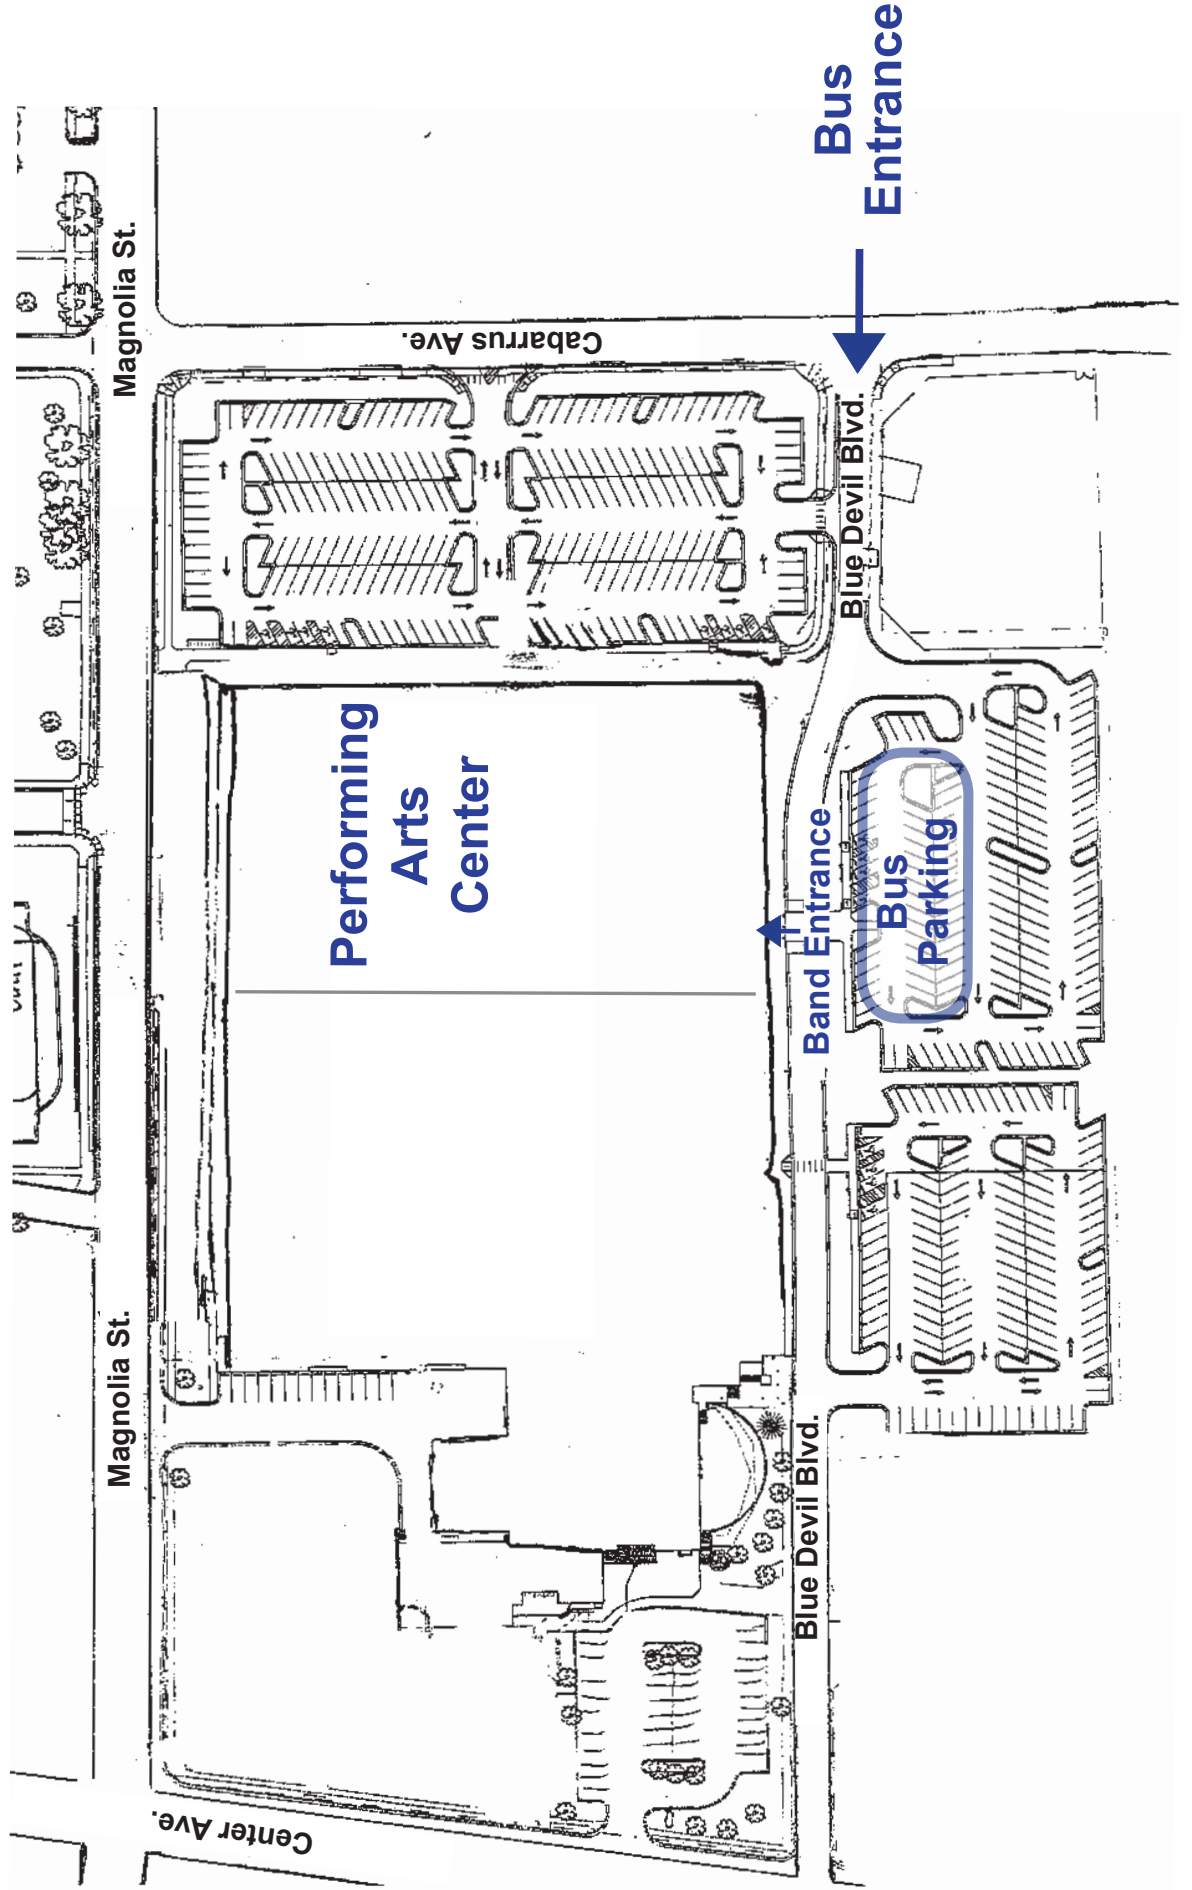 Bus
Entrance
Magnolia St.
Cabarrus Ave.
Blue Devil Blvd.
Performing
Arts
Center
Band Entrance
Bus
Parking
Magnolia St.
Blue Devil Blvd.
Center Ave.